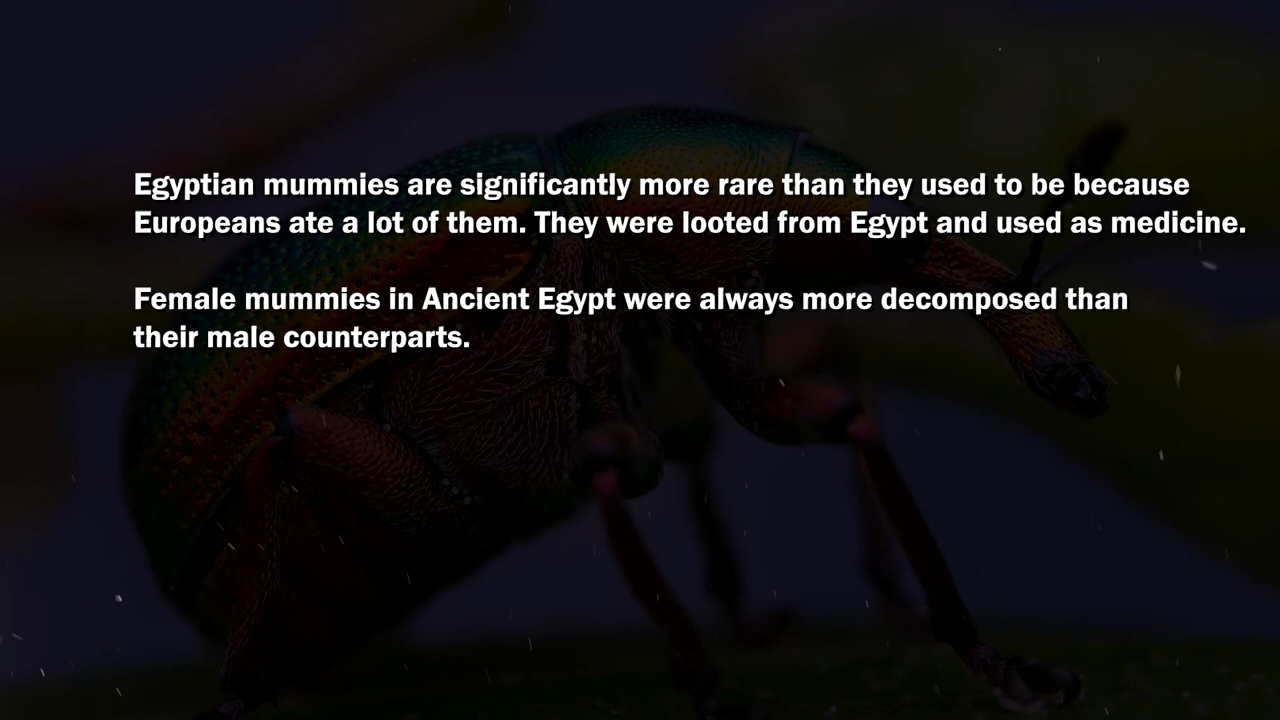 Egyptian mummies are significantly more rare than they used to be because
Europeans ate a lot of them. They were looted from Egypt and used as medicine.
Female mummies in Ancient Egypt were always more decomposed than
their male counterparts.